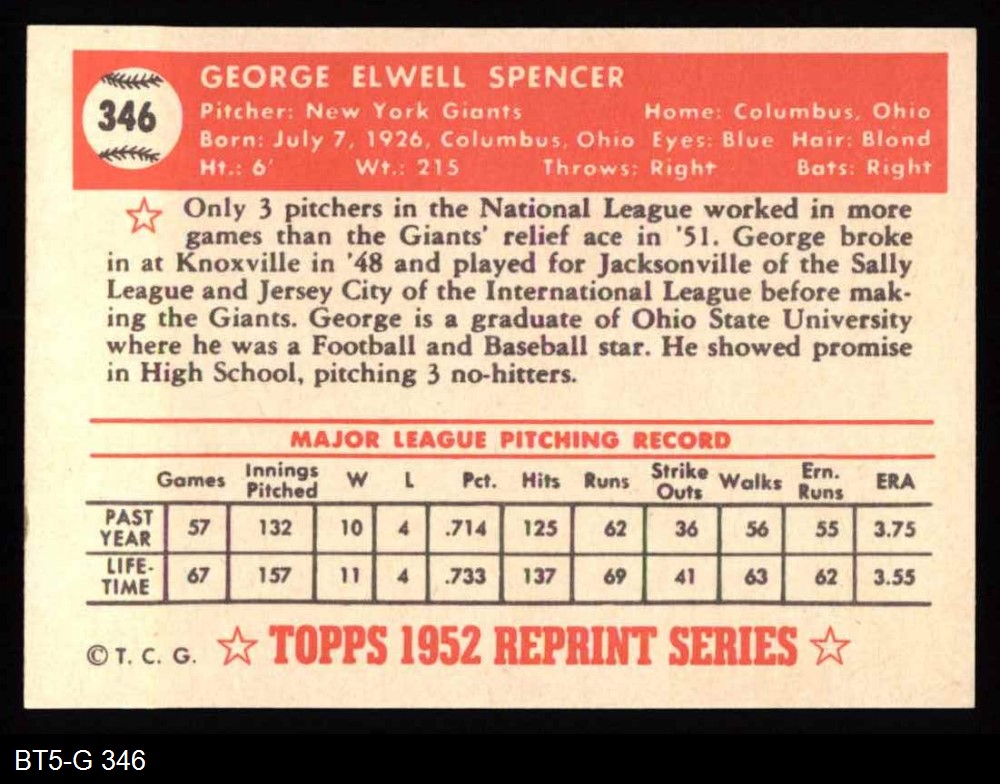 346
GEORGE ELWELL SPENCER
Pitcher: New York Giants Home: Columbus, Ohio
Born: July 7, 1926, Columbus, Ohio Eyes: Blue Hair: Blond
Ht.: 6' Wt.: 215 Throws: Right Bats: Right
Only 3 pitchers in the National League worked in more
games than the Giants' relief ace in '51. George broke
in at Knoxville in '48 and played for Jacksonville of the Sally
League and Jersey City of the International League before mak-
ing the Giants. George is a graduate of Ohio State University
where he was a Football and Baseball star. He showed promise
in High School, pitching 3 no-hitters.
MAJOR LEAGUE PITCHING RECORD
Games Innings Pitched W L Pct. Hits Runs Strike Outs Walks Ern. Runs ERA
PAST YEAR 57 132 10 4 .714 125 62 36 56 55 3.75
LIFE-TIME 67 157 11 4 .733 137 69 41 63 62 3.55
© T. C. G. TOPPS 1952 REPRINT SERIES
BT5-G 346